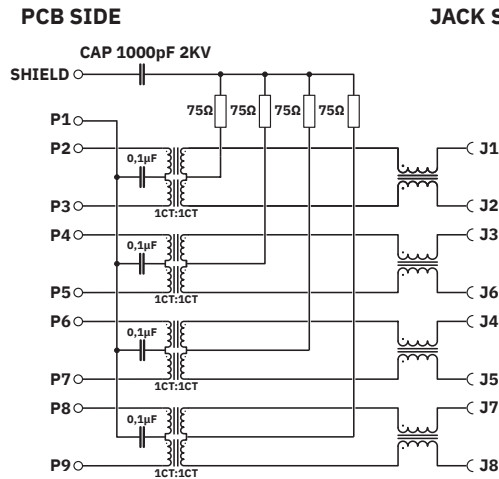 PCB SIDE JACK S
CAP 1000pF 2KV
SHIELD
75Ω 75Ω 75Ω 75Ω
P1
P2 J1
0,1µF
P3 1CT:1CT J2
P4 J3
0,1µF
P5 1CT:1CT J6
P6 J4
0,1µF
P7 1CT:1CT J5
P8 J7
0,1µF
P9 1CT:1CT J8